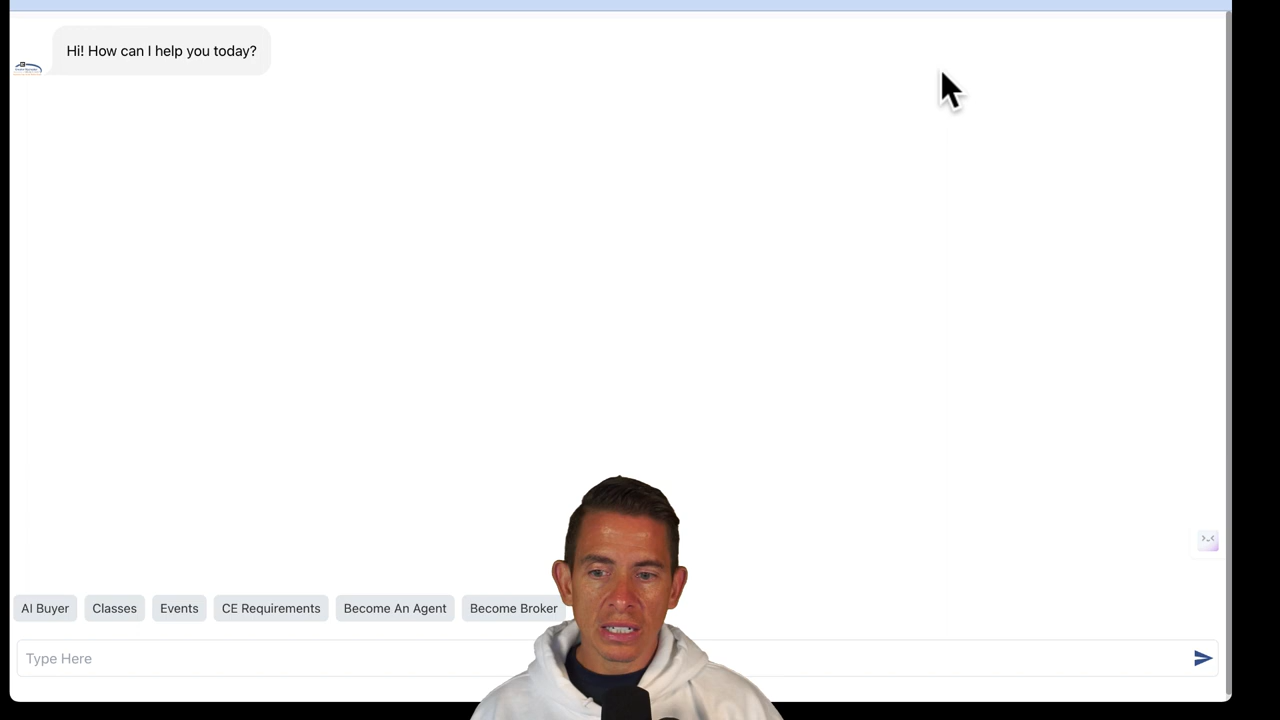 Hi! How can I help you today?
AI Buyer Classes Events CE Requirements Become An Agent Become Broker
Type Here